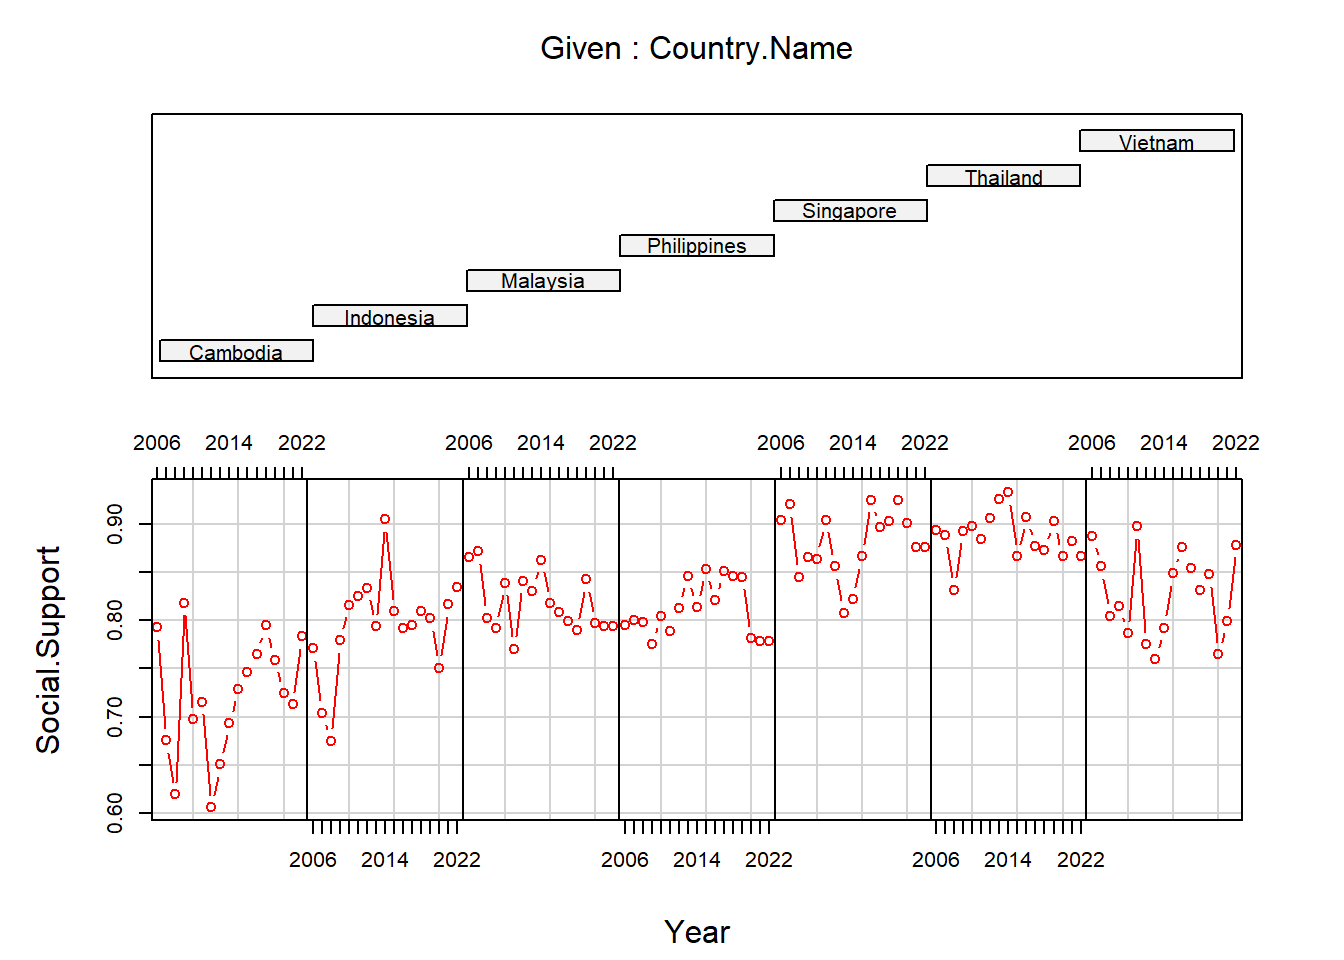 Given : Country.Name
Vietnam
Thailand
Singapore
Philippines
Malaysia
Indonesia
Cambodia
2006 2014 2022 2006 2014 2022 2006 2014 2022 2006 2014 2022
0.90
0.80
0.70
0.60
Social.Support
2006 2014 2022 2006 2014 2022 2006 2014 2022
Year